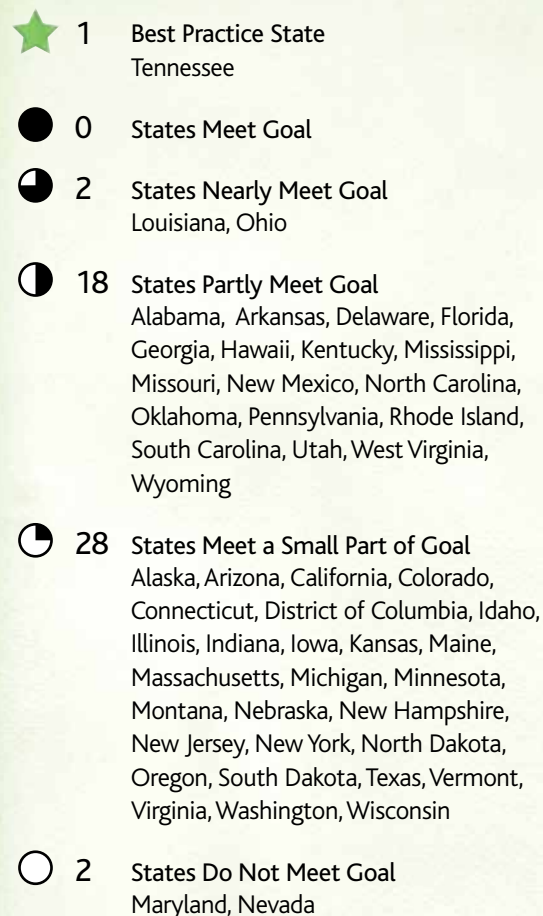 1 Best Practice State
Tennessee
0 States Meet Goal
2 States Nearly Meet Goal
Louisiana, Ohio
18 States Partly Meet Goal
Alabama, Arkansas, Delaware, Florida,
Georgia, Hawaii, Kentucky, Mississippi,
Missouri, New Mexico, North Carolina,
Oklahoma, Pennsylvania, Rhode Island,
South Carolina, Utah, West Virginia,
Wyoming
28 States Meet a Small Part of Goal
Alaska, Arizona, California, Colorado,
Connecticut, District of Columbia, Idaho,
Illinois, Indiana, Iowa, Kansas, Maine,
Massachusetts, Michigan, Minnesota,
Montana, Nebraska, New Hampshire,
New Jersey, New York, North Dakota,
Oregon, South Dakota, Texas, Vermont,
Virginia, Washington, Wisconsin
2 States Do Not Meet Goal
Maryland, Nevada